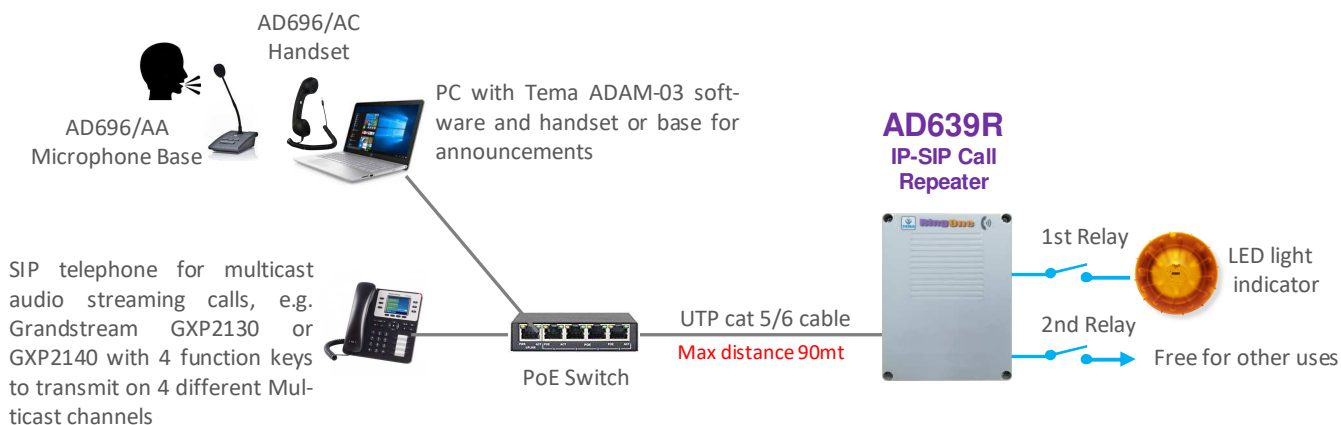 AD696/AC
Handset
AD696/AA
Microphone Base
PC with Tema ADAM-03 soft-
ware and handset or base for
announcements
AD639R
IP-SIP Call
Repeater
RingOne
1st Relay
LED light
indicator
SIP telephone for multicast
audio streaming calls, e.g.
Grandstream GXP2130 or
GXP2140 with 4 function keys
to transmit on 4 different Mul-
ticast channels
PoE Switch
UTP cat 5/6 cable
Max distance 90mt
2nd Relay
Free for other uses